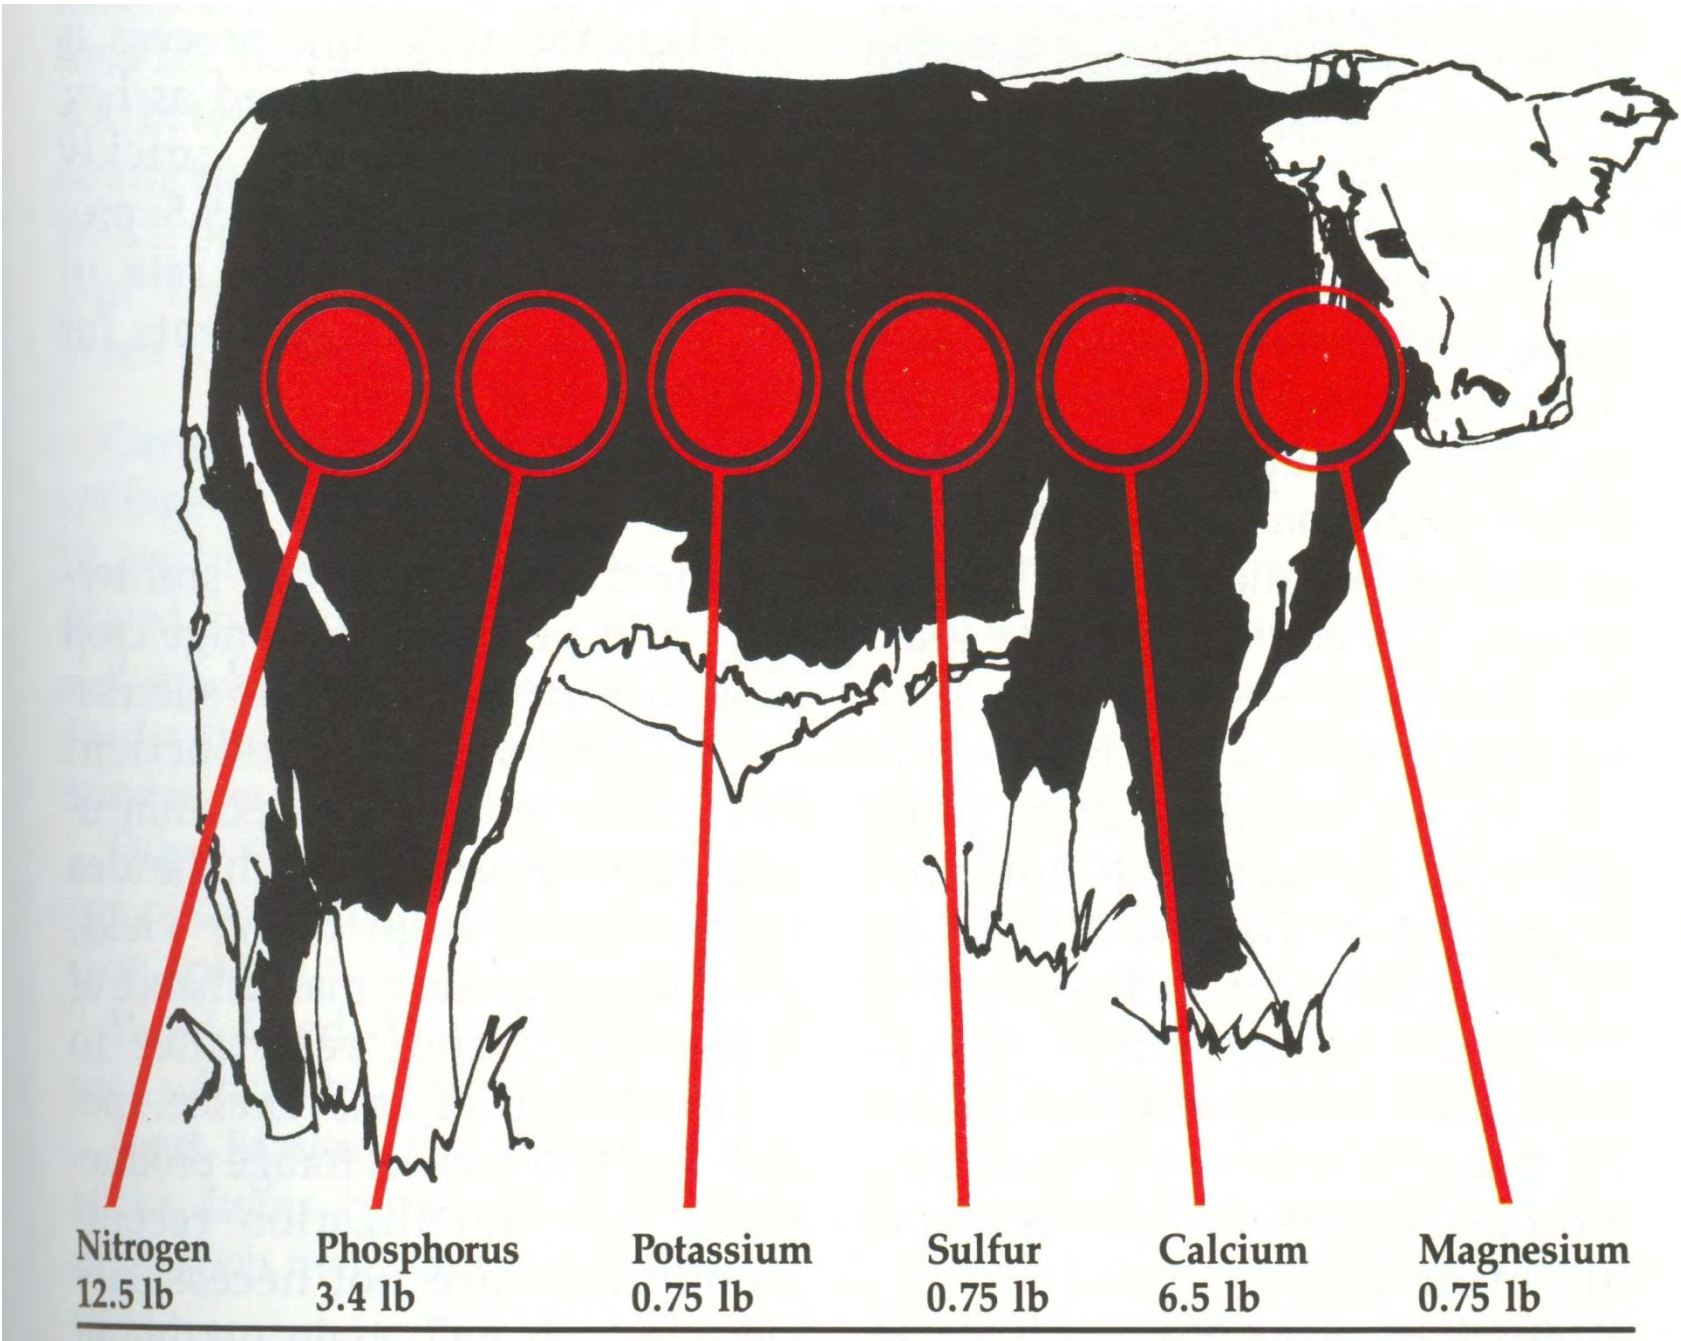 Nitrogen
12.5 lb
Phosphorus
3.4 lb
Potassium
0.75 lb
Sulfur
0.75 lb
Calcium
6.5 lb
Magnesium
0.75 lb